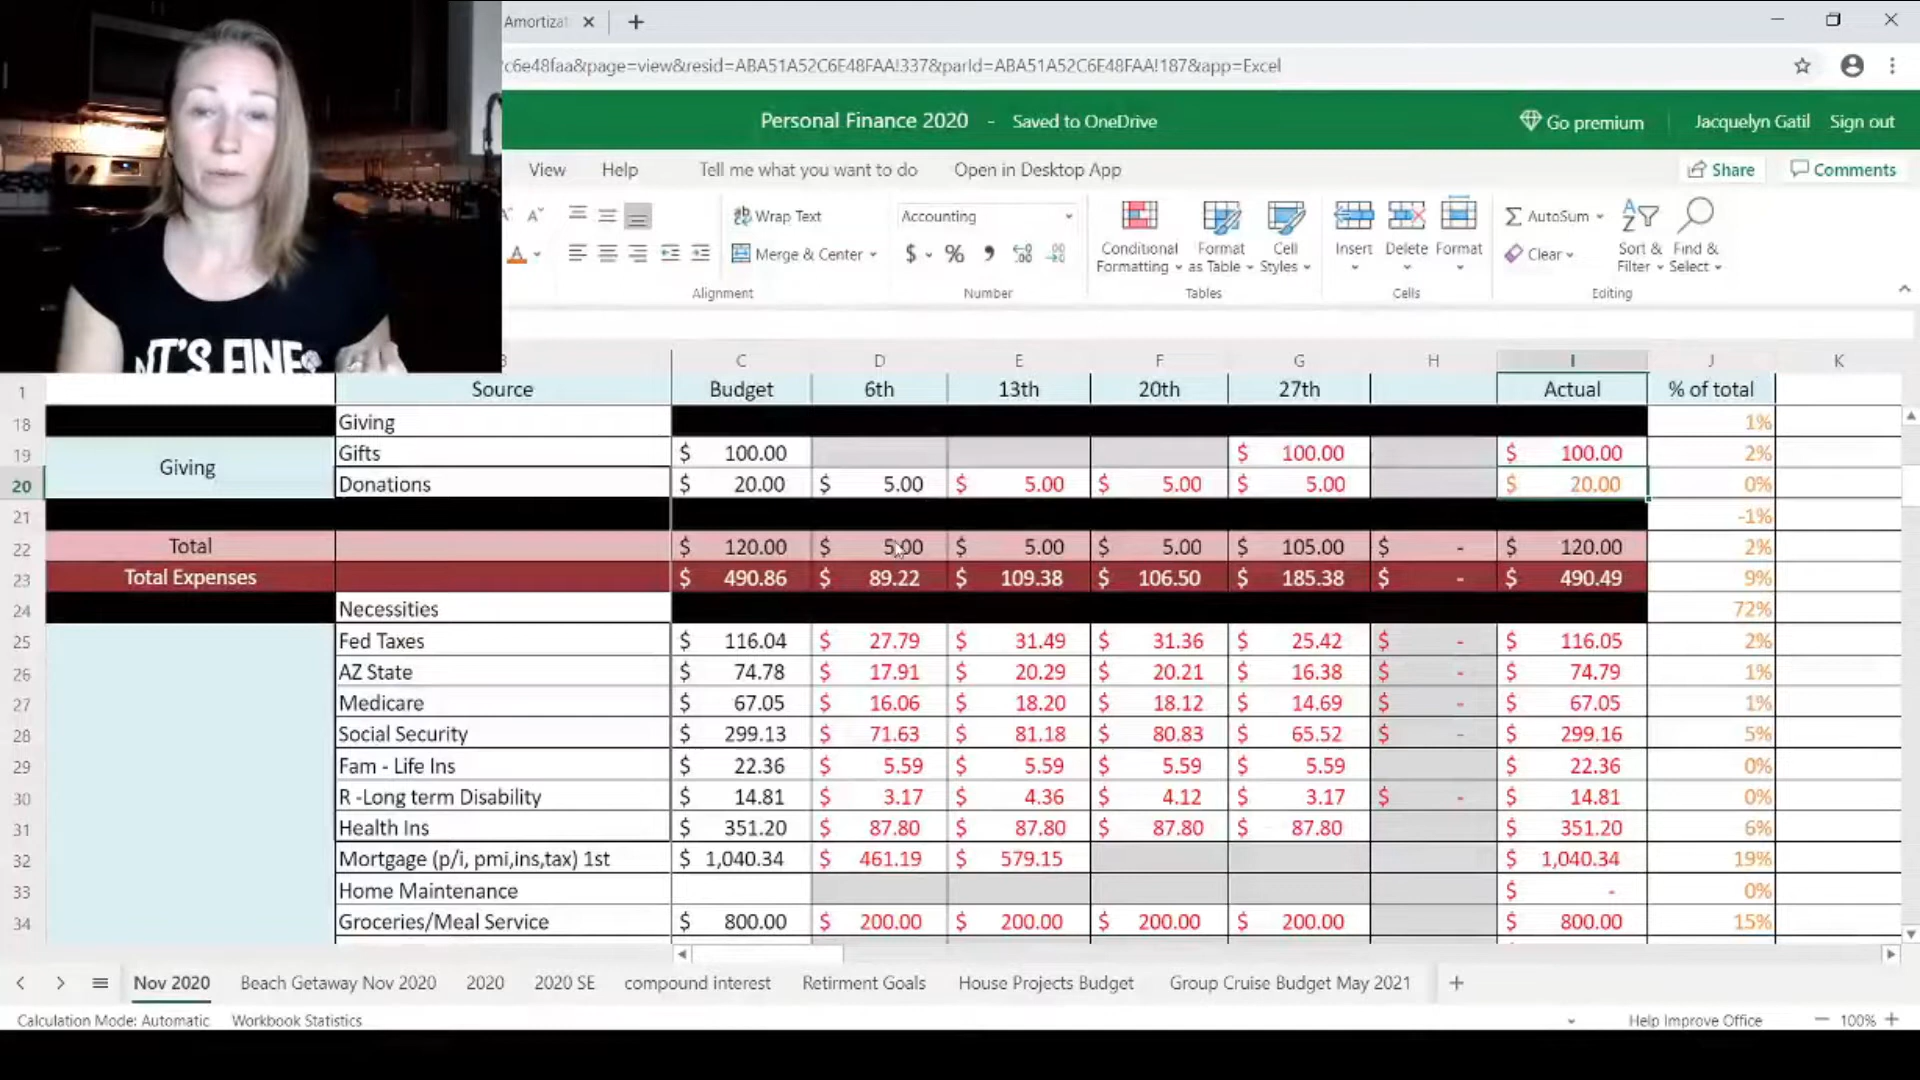 Amortizat
c6e48faa&page=view&resid=ABA51A52C6E48FAA!337&parId=ABA51A52C6E48FAA!187&app=Excel
Personal Finance 2020 - Saved to OneDrive Go premium Jacquelyn Gatil Sign out
View Help Tell me what you want to do Open in Desktop App Share Comments
Wrap Text Accounting AutoSum
Merge & Center $ % Conditional Formatting Format as Table Cell Styles Insert Delete Format Clear Sort & Filter Find & Select
Alignment Number Tables Cells Editing
IT'S FINE
C D E F G H I J K
1 Source Budget 6th 13th 20th 27th Actual % of total
18 Giving 1%
19 Gifts $ 100.00 $ 100.00 $ 100.00 2%
Giving
20 Donations $ 20.00 $ 5.00 $ 5.00 $ 5.00 $ 5.00 $ 20.00 0%
21 -1%
22 Total $ 120.00 $ 5.00 $ 5.00 $ 5.00 $ 105.00 $ - $ 120.00 2%
23 Total Expenses $ 490.86 $ 89.22 $ 109.38 $ 106.50 $ 185.38 $ - $ 490.49 9%
24 Necessities 72%
25 Fed Taxes $ 116.04 $ 27.79 $ 31.49 $ 31.36 $ 25.42 $ - $ 116.05 2%
26 AZ State $ 74.78 $ 17.91 $ 20.29 $ 20.21 $ 16.38 $ - $ 74.79 1%
27 Medicare $ 67.05 $ 16.06 $ 18.20 $ 18.12 $ 14.69 $ - $ 67.05 1%
28 Social Security $ 299.13 $ 71.63 $ 81.18 $ 80.83 $ 65.52 $ - $ 299.16 5%
29 Fam - Life Ins $ 22.36 $ 5.59 $ 5.59 $ 5.59 $ 5.59 $ 22.36 0%
30 R -Long term Disability $ 14.81 $ 3.17 $ 4.36 $ 4.12 $ 3.17 $ - $ 14.81 0%
31 Health Ins $ 351.20 $ 87.80 $ 87.80 $ 87.80 $ 87.80 $ 351.20 6%
32 Mortgage (p/i, pmi,ins,tax) 1st $ 1,040.34 $ 461.19 $ 579.15 $ 1,040.34 19%
33 Home Maintenance $ - 0%
34 Groceries/Meal Service $ 800.00 $ 200.00 $ 200.00 $ 200.00 $ 200.00 $ 800.00 15%
Nov 2020 Beach Getaway Nov 2020 2020 2020 SE compound interest Retirment Goals House Projects Budget Group Cruise Budget May 2021
Calculation Mode: Automatic Workbook Statistics Help Improve Office 100%